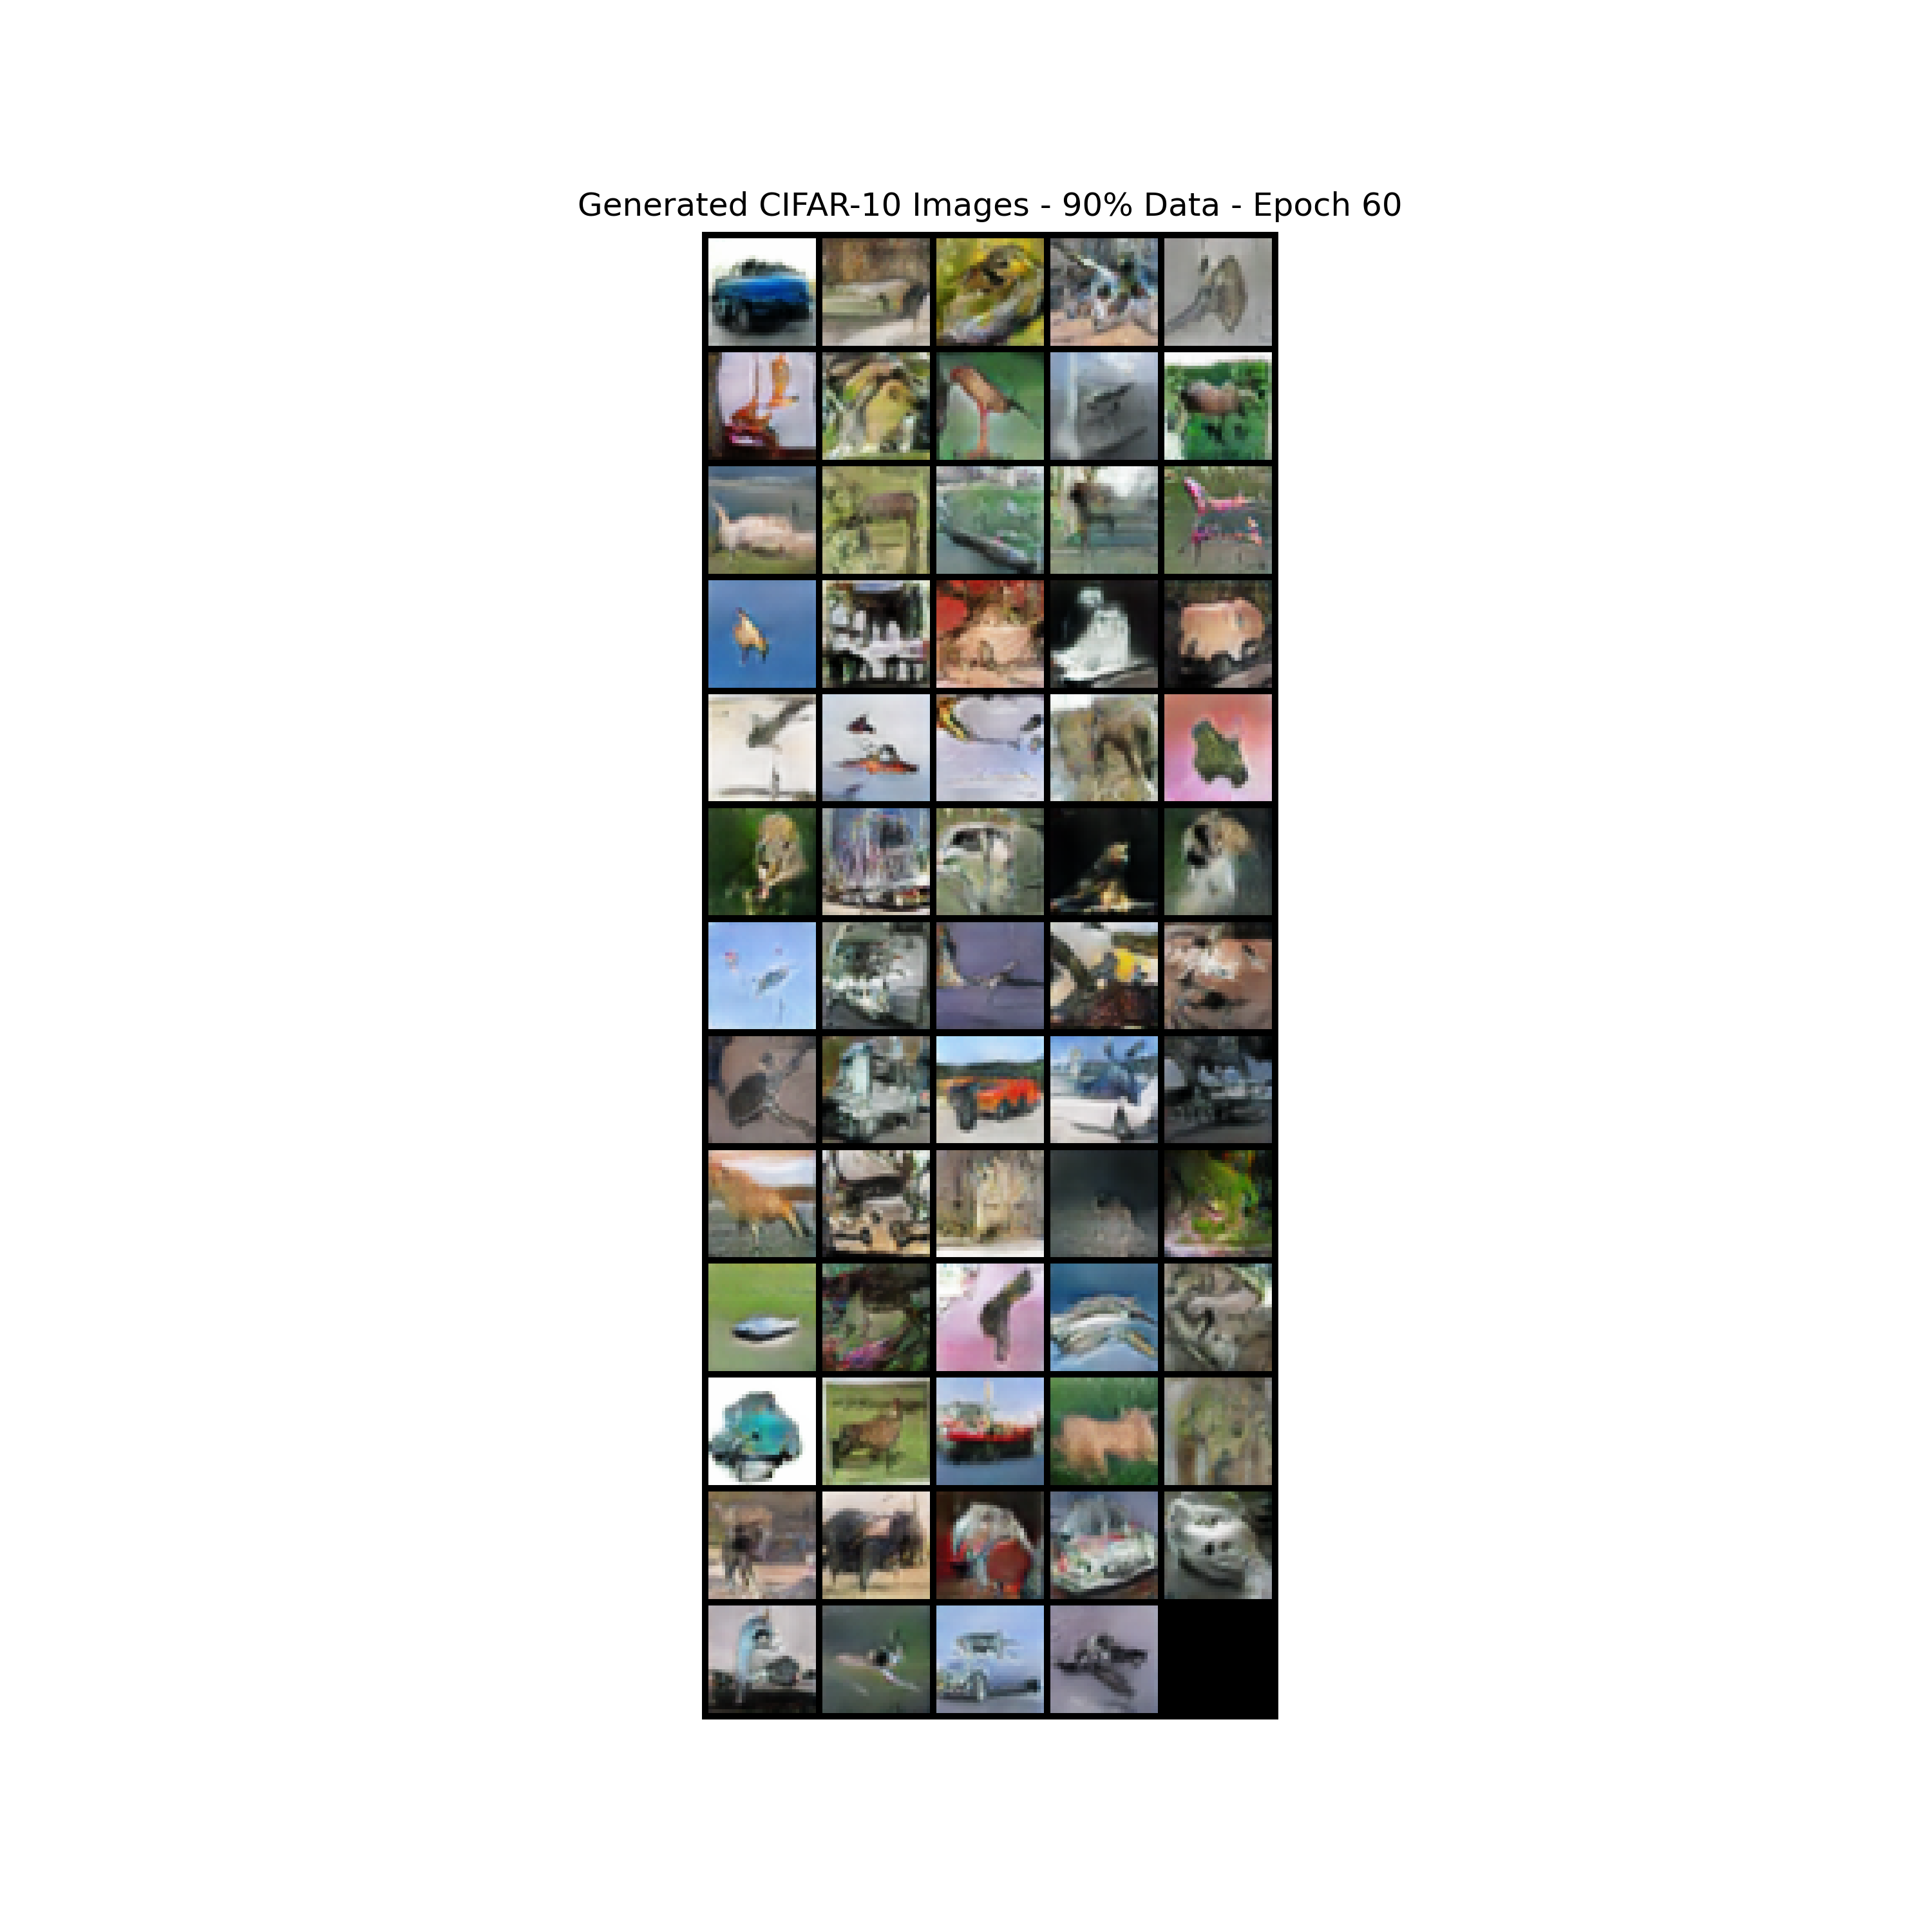 Generated CIFAR-10 Images - 90% Data - Epoch 60